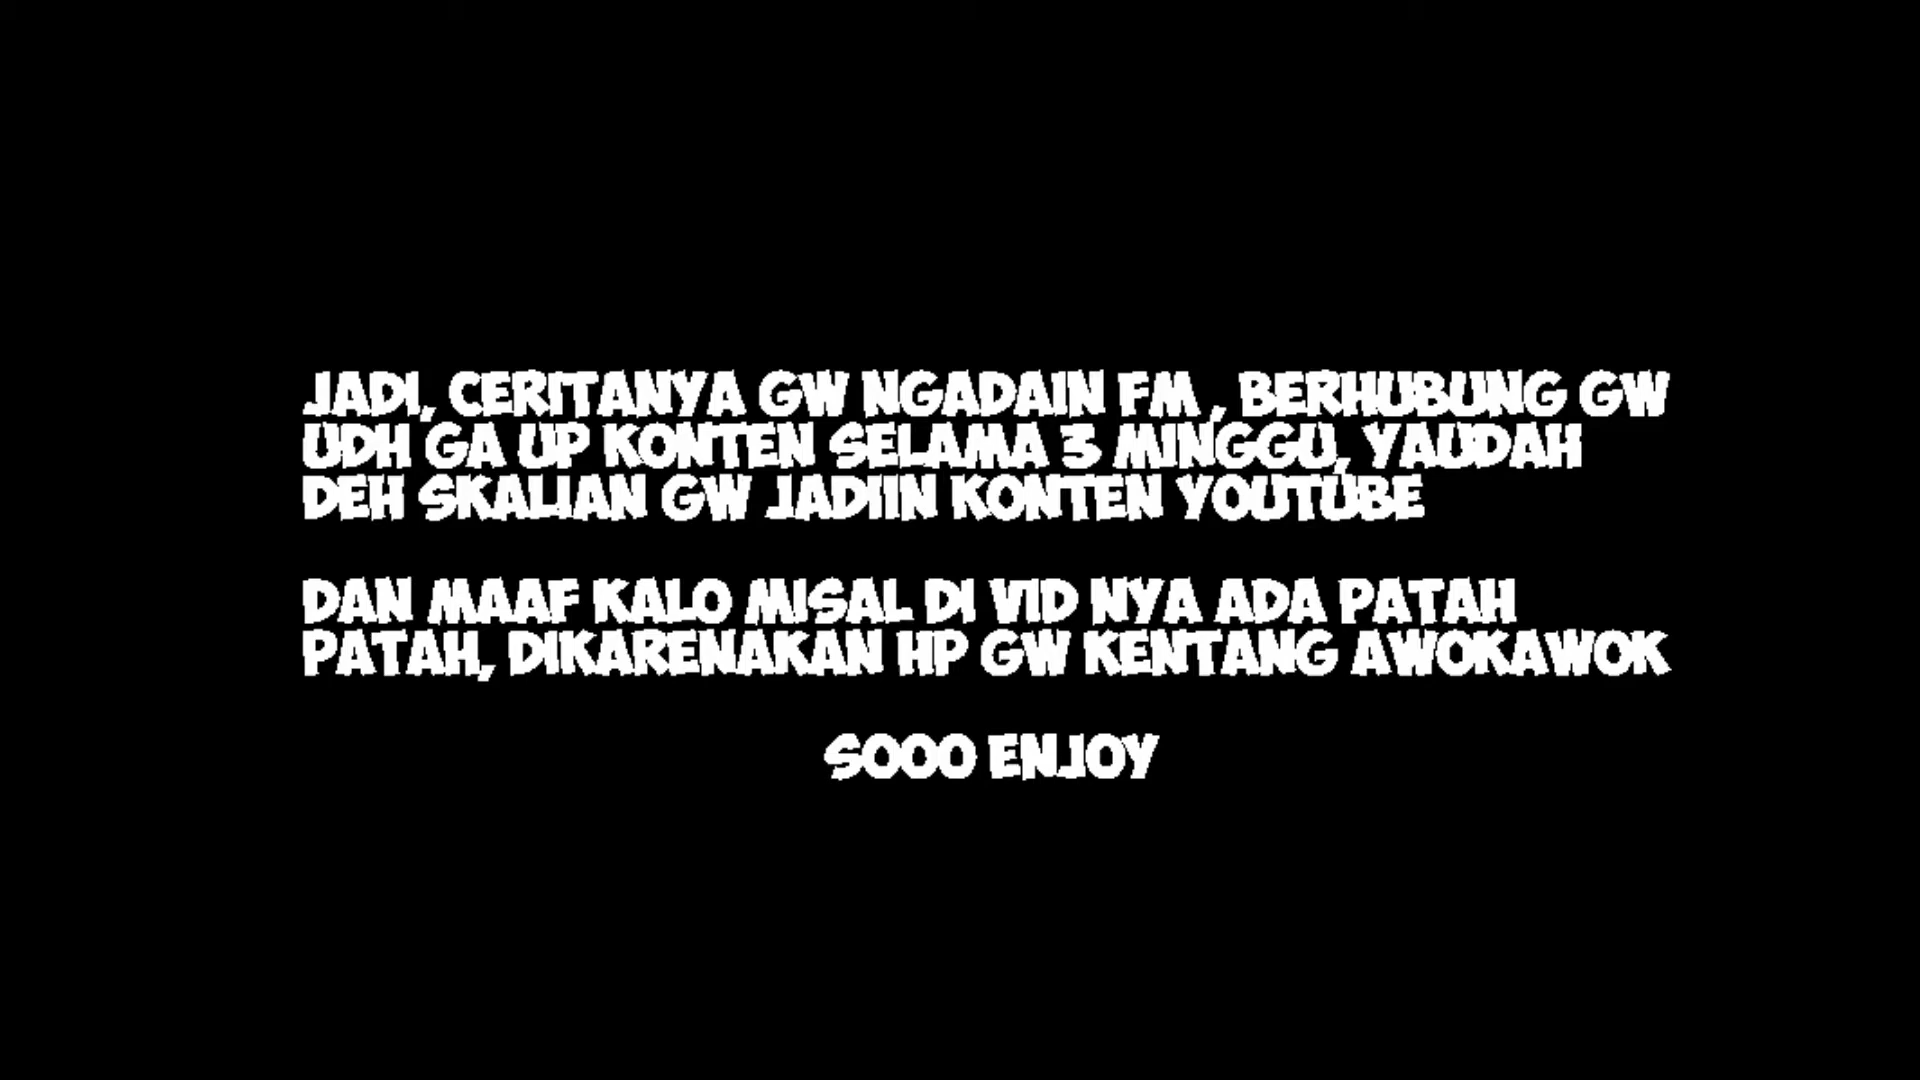 JADI, CERITANYA GW NGADAIN FM, BERHUBUNG GW
UDH GA UP KONTEN SELAMA 3 MINGGU, YAUDAH
DEH SKALIAN GW JADIIN KONTEN YOUTUBE
DAN MAAF KALO MISAL DI VID NYA ADA PATAH
PATAH, DIKARENAKAN HP GW KENTANG AWOKAWOK
SOOO ENJOY